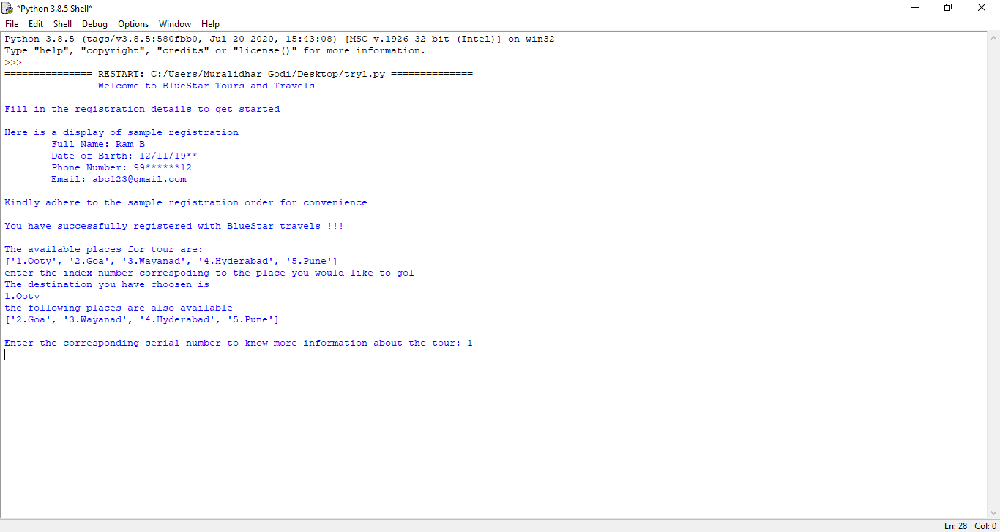 *Python 3.8.5 Shell*
File Edit Shell Debug Options Window Help
Python 3.8.5 (tags/v3.8.5:580fbb0, Jul 20 2020, 15:43:08) [MSC v.1926 32 bit (Intel)] on win32
Type "help", "copyright", "credits" or "license()" for more information.
>>>
=============== RESTART: C:/Users/Muralidhar Godi/Desktop/try1.py ==============
Welcome to BlueStar Tours and Travels
Fill in the registration details to get started
Here is a display of sample registration
Full Name: Ram B
Date of Birth: 12/11/19**
Phone Number: 99******12
Email: abc123@gmail.com
Kindly adhere to the sample registration order for convenience
You have successfully registered with BlueStar travels !!!
The available places for tour are:
['1.Ooty', '2.Goa', '3.Wayanad', '4.Hyderabad', '5.Pune']
enter the index number correspoding to the place you would like to go1
The destination you have choosen is
1.Ooty
the following places are also available
['2.Goa', '3.Wayanad', '4.Hyderabad', '5.Pune']
Enter the corresponding serial number to know more information about the tour: 1
Ln: 28 Col: 0